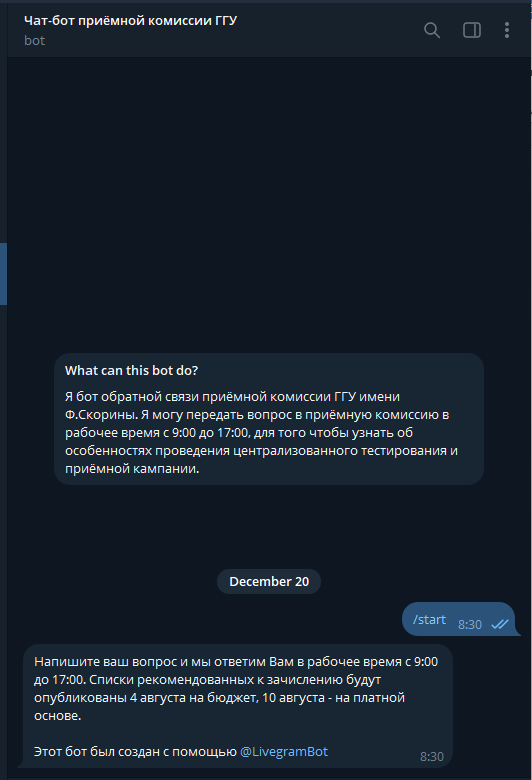 Чат-бот приёмной комиссии ГГУ
bot
What can this bot do?
Я бот обратной связи приёмной комиссии ГГУ имени
Ф.Скорины. Я могу передать вопрос в приёмную комиссию в
рабочее время с 9:00 до 17:00, для того чтобы узнать об
особенностях проведения централизованного тестирования и
приёмной кампании.
December 20
/start 8:30
Напишите ваш вопрос и мы ответим Вам в рабочее время с 9:00
до 17:00. Списки рекомендованных к зачислению будут
опубликованы 4 августа на бюджет, 10 августа - на платной
основе.
Этот бот был создан с помощью @LivegramBot
8:30